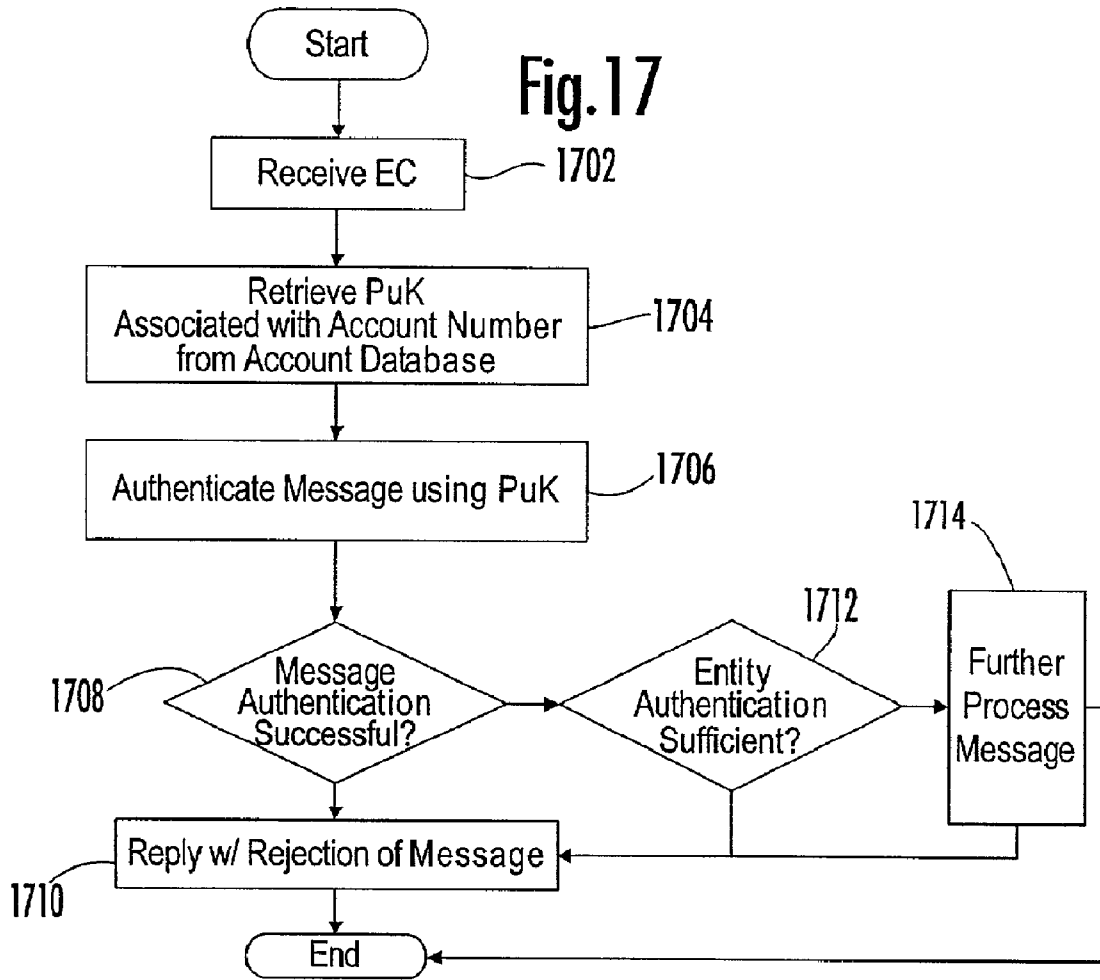 Start
Fig.17
Receive EC
1702
Retrieve PuK
Associated with Account Number
from Account Database
1704
Authenticate Message using PuK
1706
1714
1712
1708
Message
Authentication
Successful?
Entity
Authentication
Sufficient?
Further
Process
Message
Reply w/ Rejection of Message
1710
End